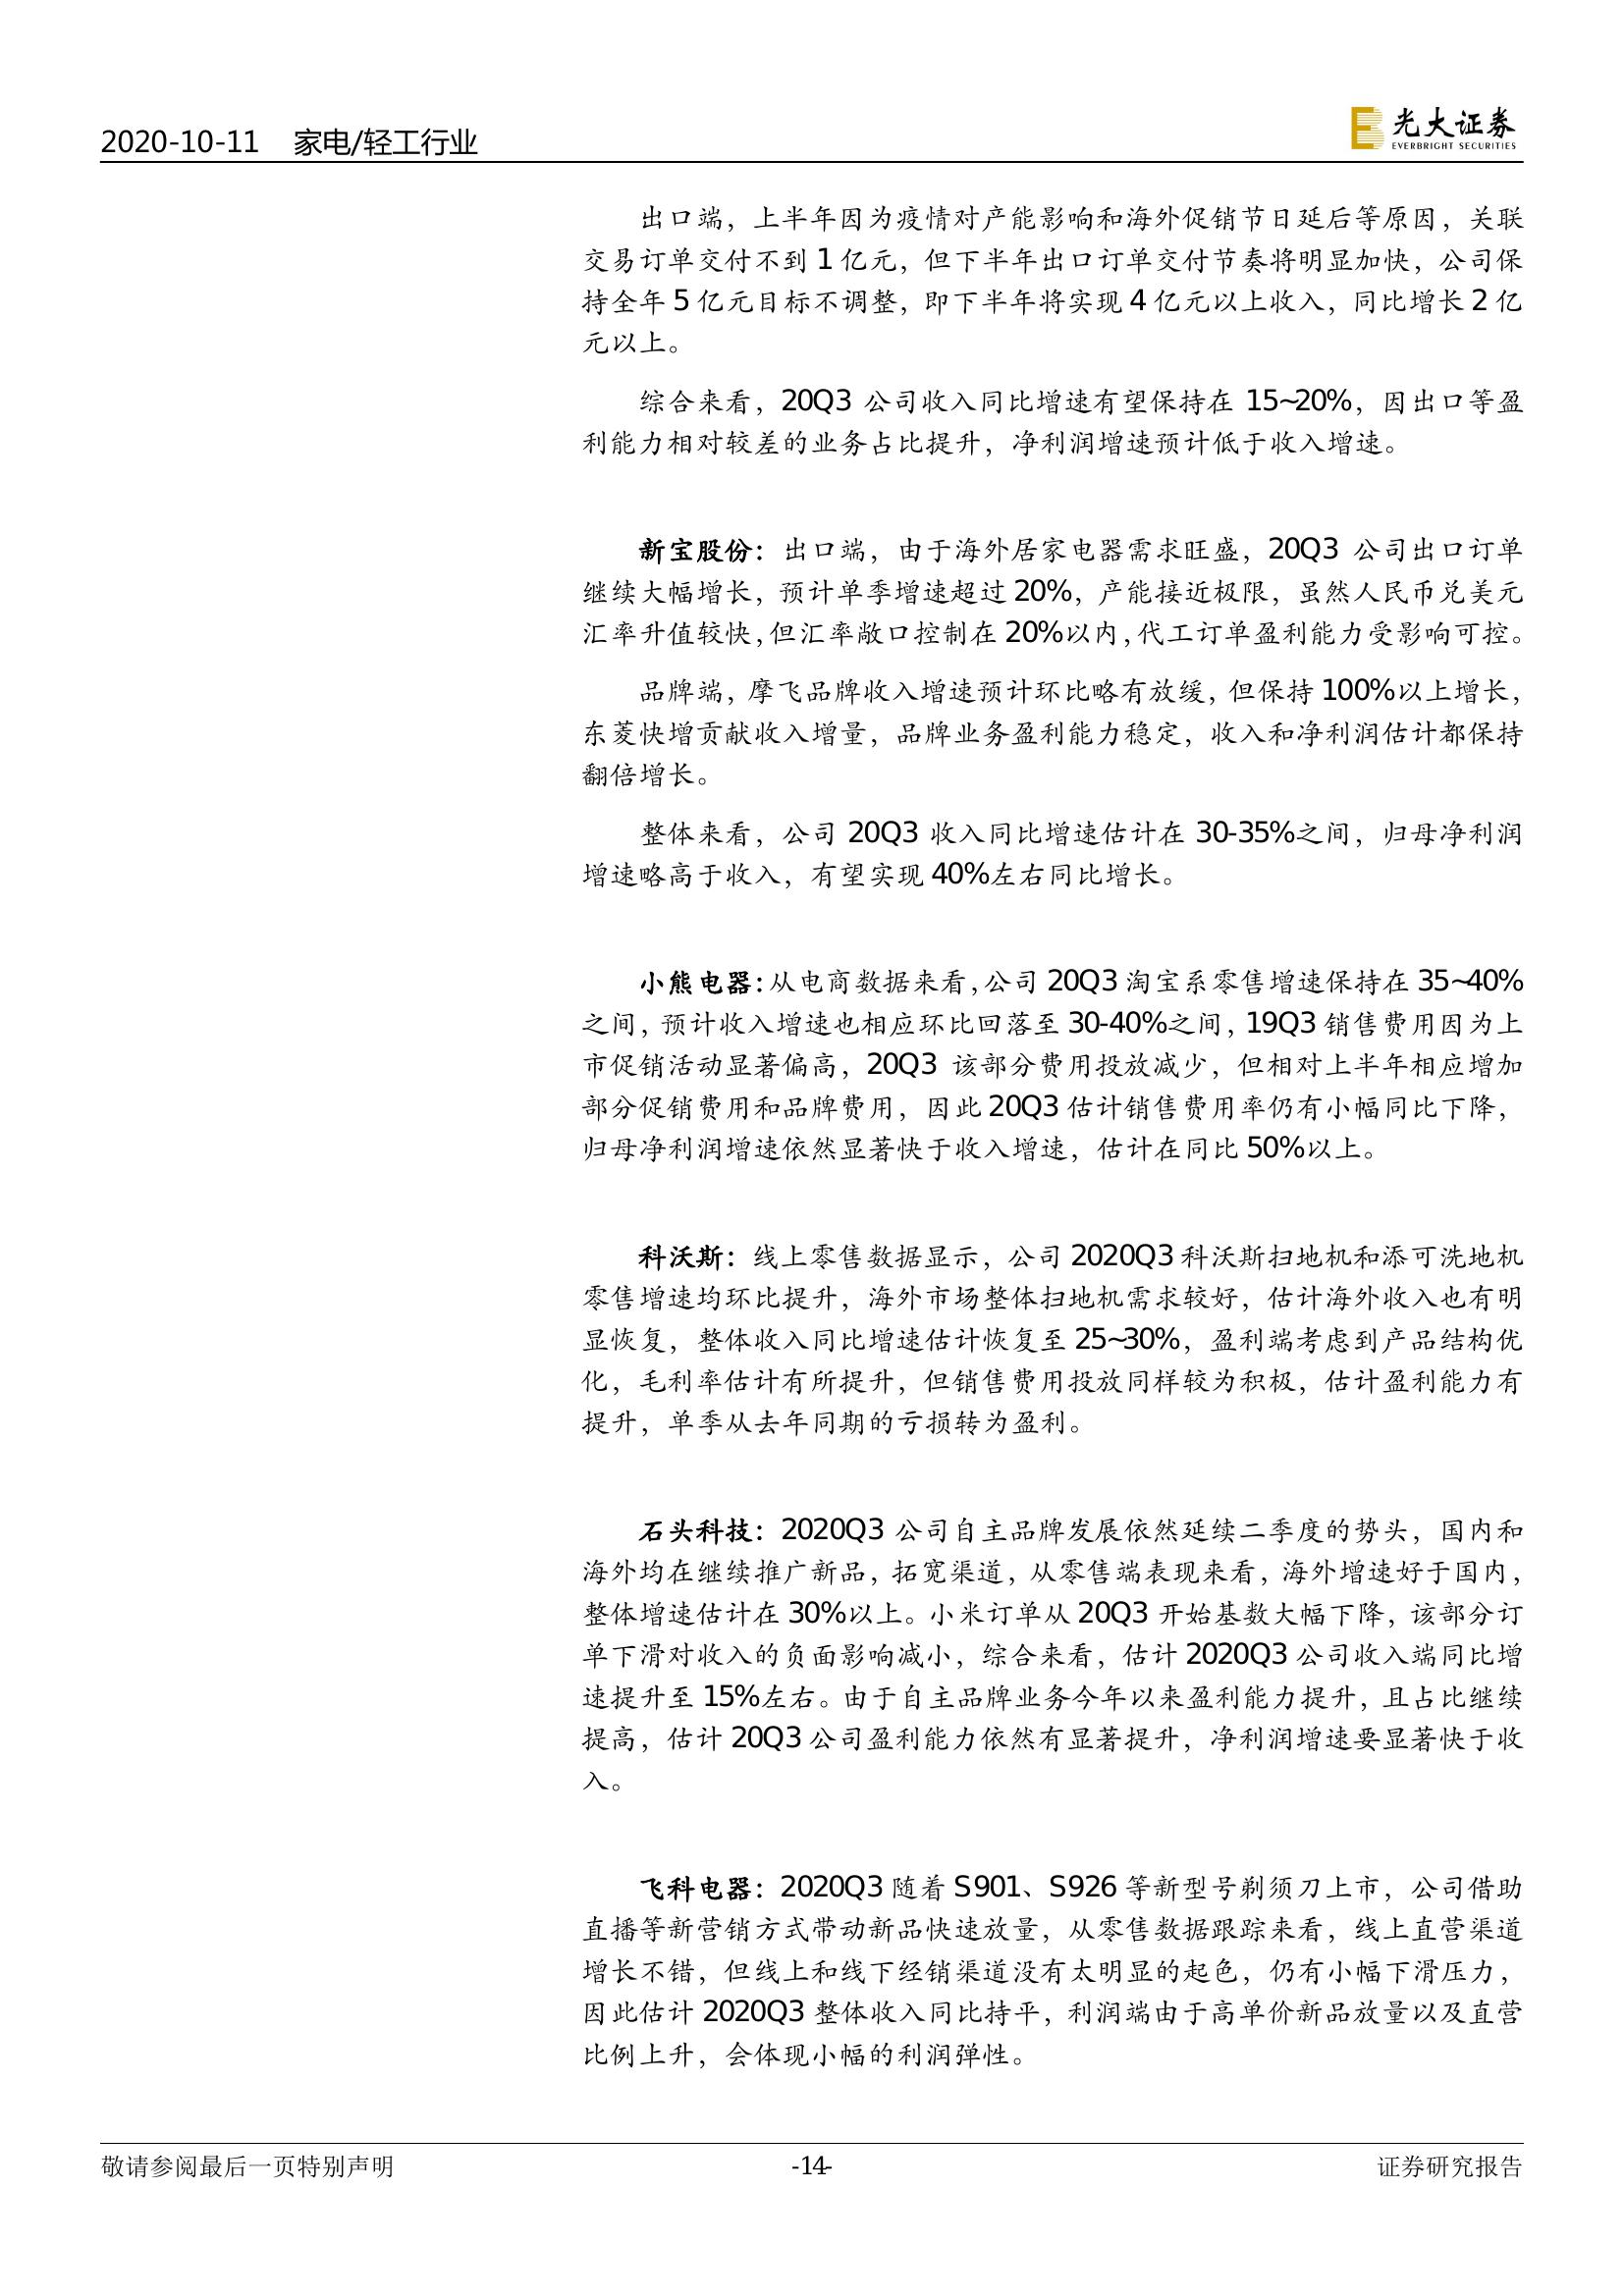 2020-10-11 家电/轻工行业
光大证券
EVERBRIGHT SECURITIES
出口端，上半年因为疫情对产能影响和海外促销节日延后等原因，关联
交易订单交付不到 1 亿元，但下半年出口订单交付节奏将明显加快，公司保
持全年 5 亿元目标不调整，即下半年将实现 4 亿元以上收入，同比增长 2 亿
元以上。
综合来看，20Q3 公司收入同比增速有望保持在 15~20%，因出口等盈
利能力相对较差的业务占比提升，净利润增速预计低于收入增速。
新宝股份：出口端，由于海外居家电器需求旺盛，20Q3 公司出口订单
继续大幅增长，预计单季增速超过 20%，产能接近极限，虽然人民币兑美元
汇率升值较快，但汇率敞口控制在 20%以内，代工订单盈利能力受影响可控。
品牌端，摩飞品牌收入增速预计环比略有放缓，但保持 100%以上增长，
东菱快增贡献收入增量，品牌业务盈利能力稳定，收入和净利润估计都保持
翻倍增长。
整体来看，公司 20Q3 收入同比增速估计在 30-35%之间，归母净利润
增速略高于收入，有望实现 40%左右同比增长。
小熊电器：从电商数据来看，公司 20Q3 淘宝系零售增速保持在 35~40%
之间，预计收入增速也相应环比回落至 30-40%之间，19Q3 销售费用因为上
市促销活动显著偏高，20Q3 该部分费用投放减少，但相对上半年相应增加
部分促销费用和品牌费用，因此 20Q3 估计销售费用率仍有小幅同比下降，
归母净利润增速依然显著快于收入增速，估计在同比 50%以上。
科沃斯：线上零售数据显示，公司 2020Q3 科沃斯扫地机和添可洗地机
零售增速均环比提升，海外市场整体扫地机需求较好，估计海外收入也有明
显恢复，整体收入同比增速估计恢复至 25~30%，盈利端考虑到产品结构优
化，毛利率估计有所提升，但销售费用投放同样较为积极，估计盈利能力有
提升，单季从去年同期的亏损转为盈利。
石头科技：2020Q3 公司自主品牌发展依然延续二季度的势头，国内和
海外均在继续推广新品，拓宽渠道，从零售端表现来看，海外增速好于国内，
整体增速估计在 30%以上。小米订单从 20Q3 开始基数大幅下降，该部分订
单下滑对收入的负面影响减小，综合来看，估计 2020Q3 公司收入端同比增
速提升至 15%左右。由于自主品牌业务今年以来盈利能力提升，且占比继续
提高，估计 20Q3 公司盈利能力依然有显著提升，净利润增速要显著快于收
入。
飞科电器：2020Q3 随着 S901、S926 等新型号剃须刀上市，公司借助
直播等新营销方式带动新品快速放量，从零售数据跟踪来看，线上直营渠道
增长不错，但线上和线下经销渠道没有太明显的起色，仍有小幅下滑压力，
因此估计 2020Q3 整体收入同比持平，利润端由于高单价新品放量以及直营
比例上升，会体现小幅的利润弹性。
敬请参阅最后一页特别声明 -14- 证券研究报告